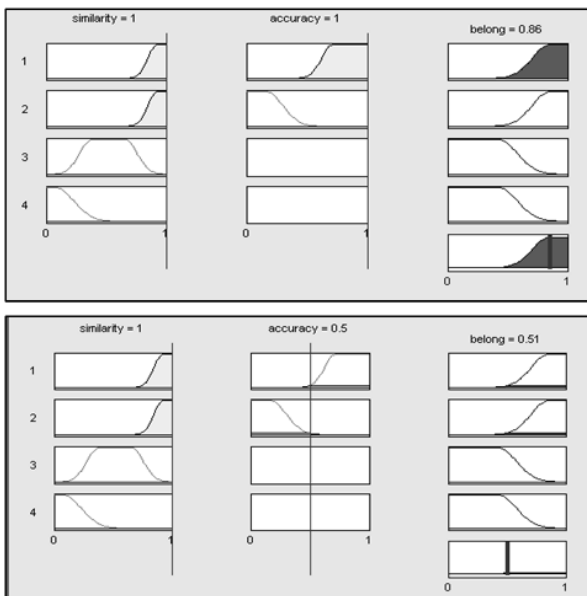 similarity = 1 accuracy = 1 belong = 0.86
1
2
3
4
0 1 0 1
0 1
similarity = 1 accuracy = 0.5 belong = 0.51
1
2
3
4
0 1 0 1
0 1